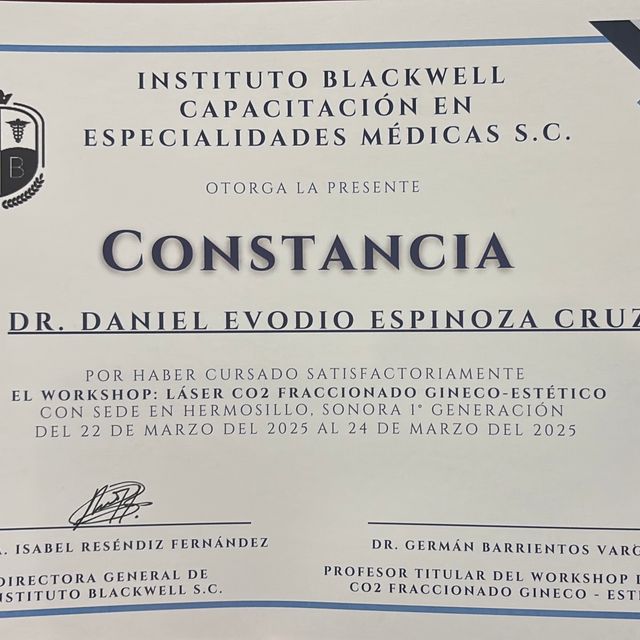 INSTITUTO BLACKWELL
CAPACITACIÓN EN
ESPECIALIDADES MÉDICAS S.C.
B
OTORGA LA PRESENTE
CONSTANCIA
DR. DANIEL EVODIO ESPINOZA CRUZ
POR HABER CURSADO SATISFACTORIAMENTE
EL WORKSHOP: LÁSER CO2 FRACCIONADO GINECO-ESTÉTICO
CON SEDE EN HERMOSILLO, SONORA 1° GENERACIÓN
DEL 22 DE MARZO DEL 2025 AL 24 DE MARZO DEL 2025
. ISABEL RESÉNDIZ FERNÁNDEZ
DIRECTORA GENERAL DE
INSTITUTO BLACKWELL S.C.
DR. GERMÁN BARRIENTOS
PROFESOR TITULAR DEL WORKSHOP
CO2 FRACCIONADO GINECO -